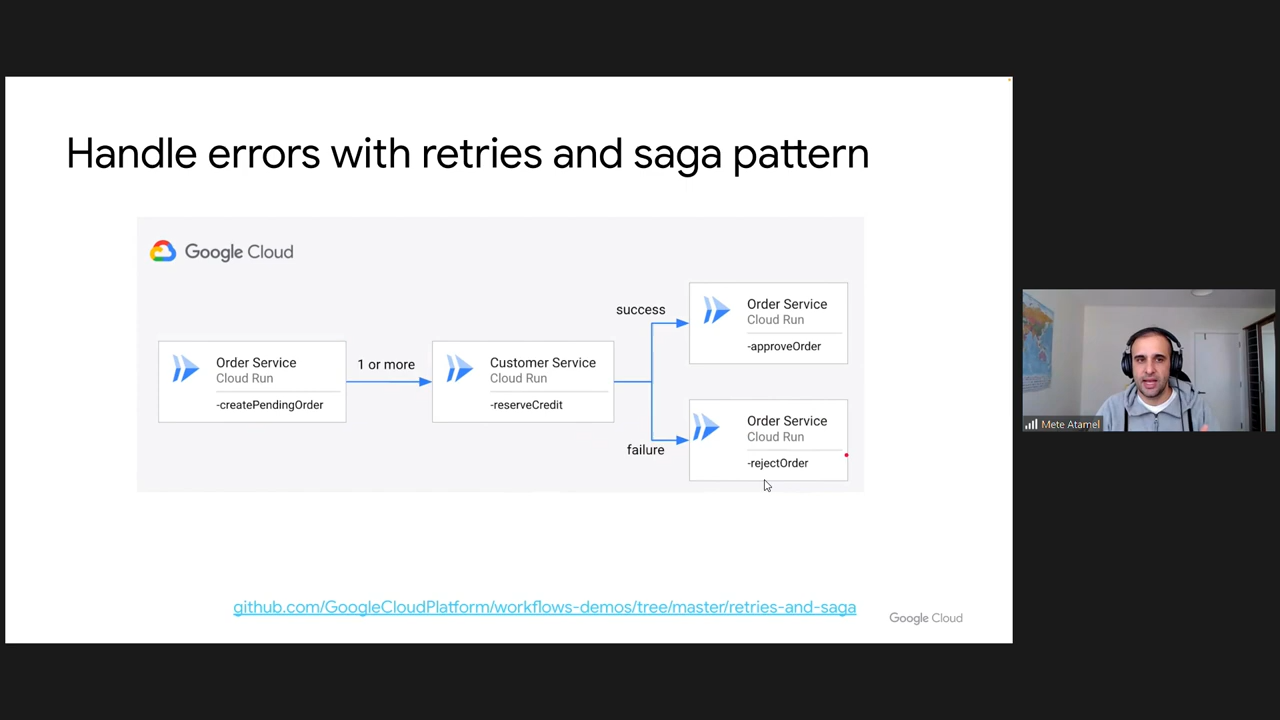 Handle errors with retries and saga pattern
Google Cloud
success
Order Service
Cloud Run
-approveOrder
Order Service
Cloud Run
-createPendingOrder
1 or more
Customer Service
Cloud Run
-reserveCredit
failure
Order Service
Cloud Run
-rejectOrder
Mete Atamel
github.com/GoogleCloudPlatform/workflows-demos/tree/master/retries-and-saga
Google Cloud